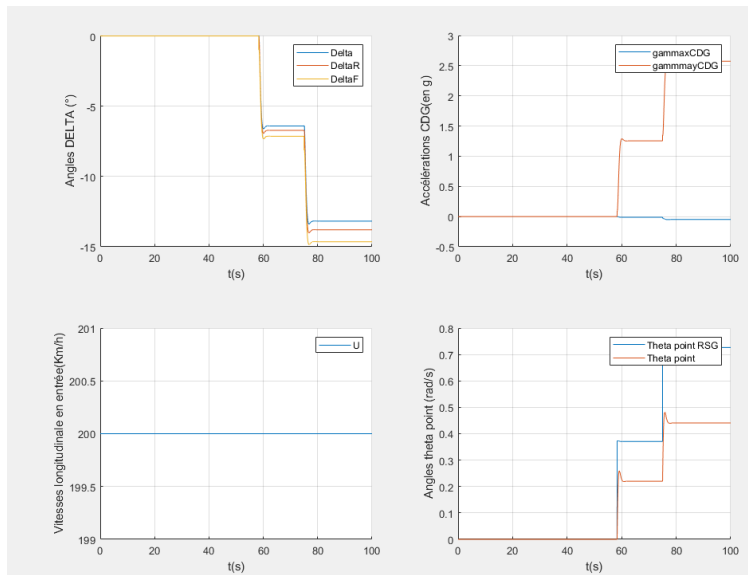 0
-5
-10
-15
Angles DELTA (°)
Delta
DeltaR
DeltaF
0 20 40 60 80 100
t(s)
3
2.5
2
1.5
1
0.5
0
-0.5
Accélérations CDG(en g)
gammaxCDG
gammmayCDG
0 20 40 60 80 100
t(s)
201
200.5
200
199.5
199
Vitesses longitudinale en entrée(Km/h)
U
0 20 40 60 80 100
t(s)
0.8
0.7
0.6
0.5
0.4
0.3
0.2
0.1
0
Angles theta point (rad/s)
Theta point RSG
Theta point
0 20 40 60 80 100
t(s)